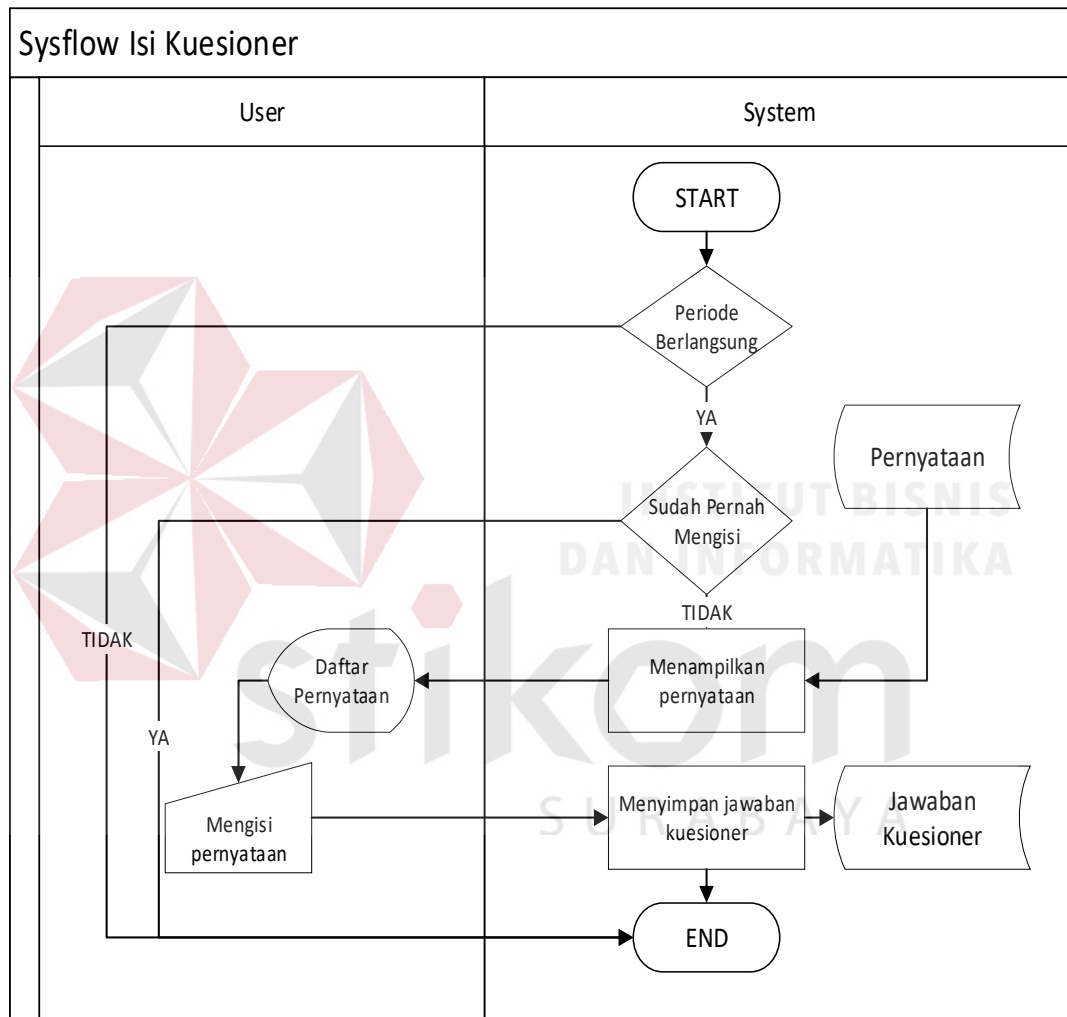 Sysflow Isi Kuesioner
User
System
START
Periode
Berlangsung
YA
Pernyataan
Sudah Pernah
Mengisi
INSTITUT BISNIS
DAN INFORMATIKA
TIDAK
TIDAK
Daftar
Pernyataan
Menampilkan
pernyataan
stikom
YA
Mengisi
pernyataan
Menyimpan jawaban
kuesioner
Jawaban
Kuesioner
SURABAYA
END